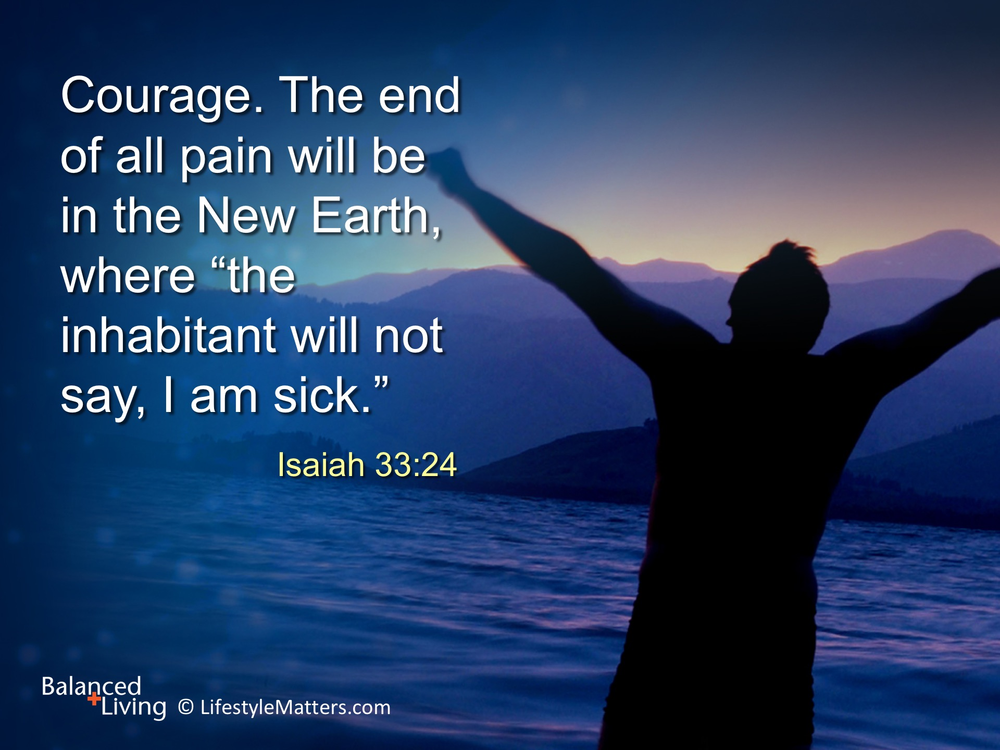 Courage. The end
of all pain will be
in the New Earth,
where “the
inhabitant will not
say, I am sick.”
Isaiah 33:24
Balanced
Living © LifestyleMatters.com